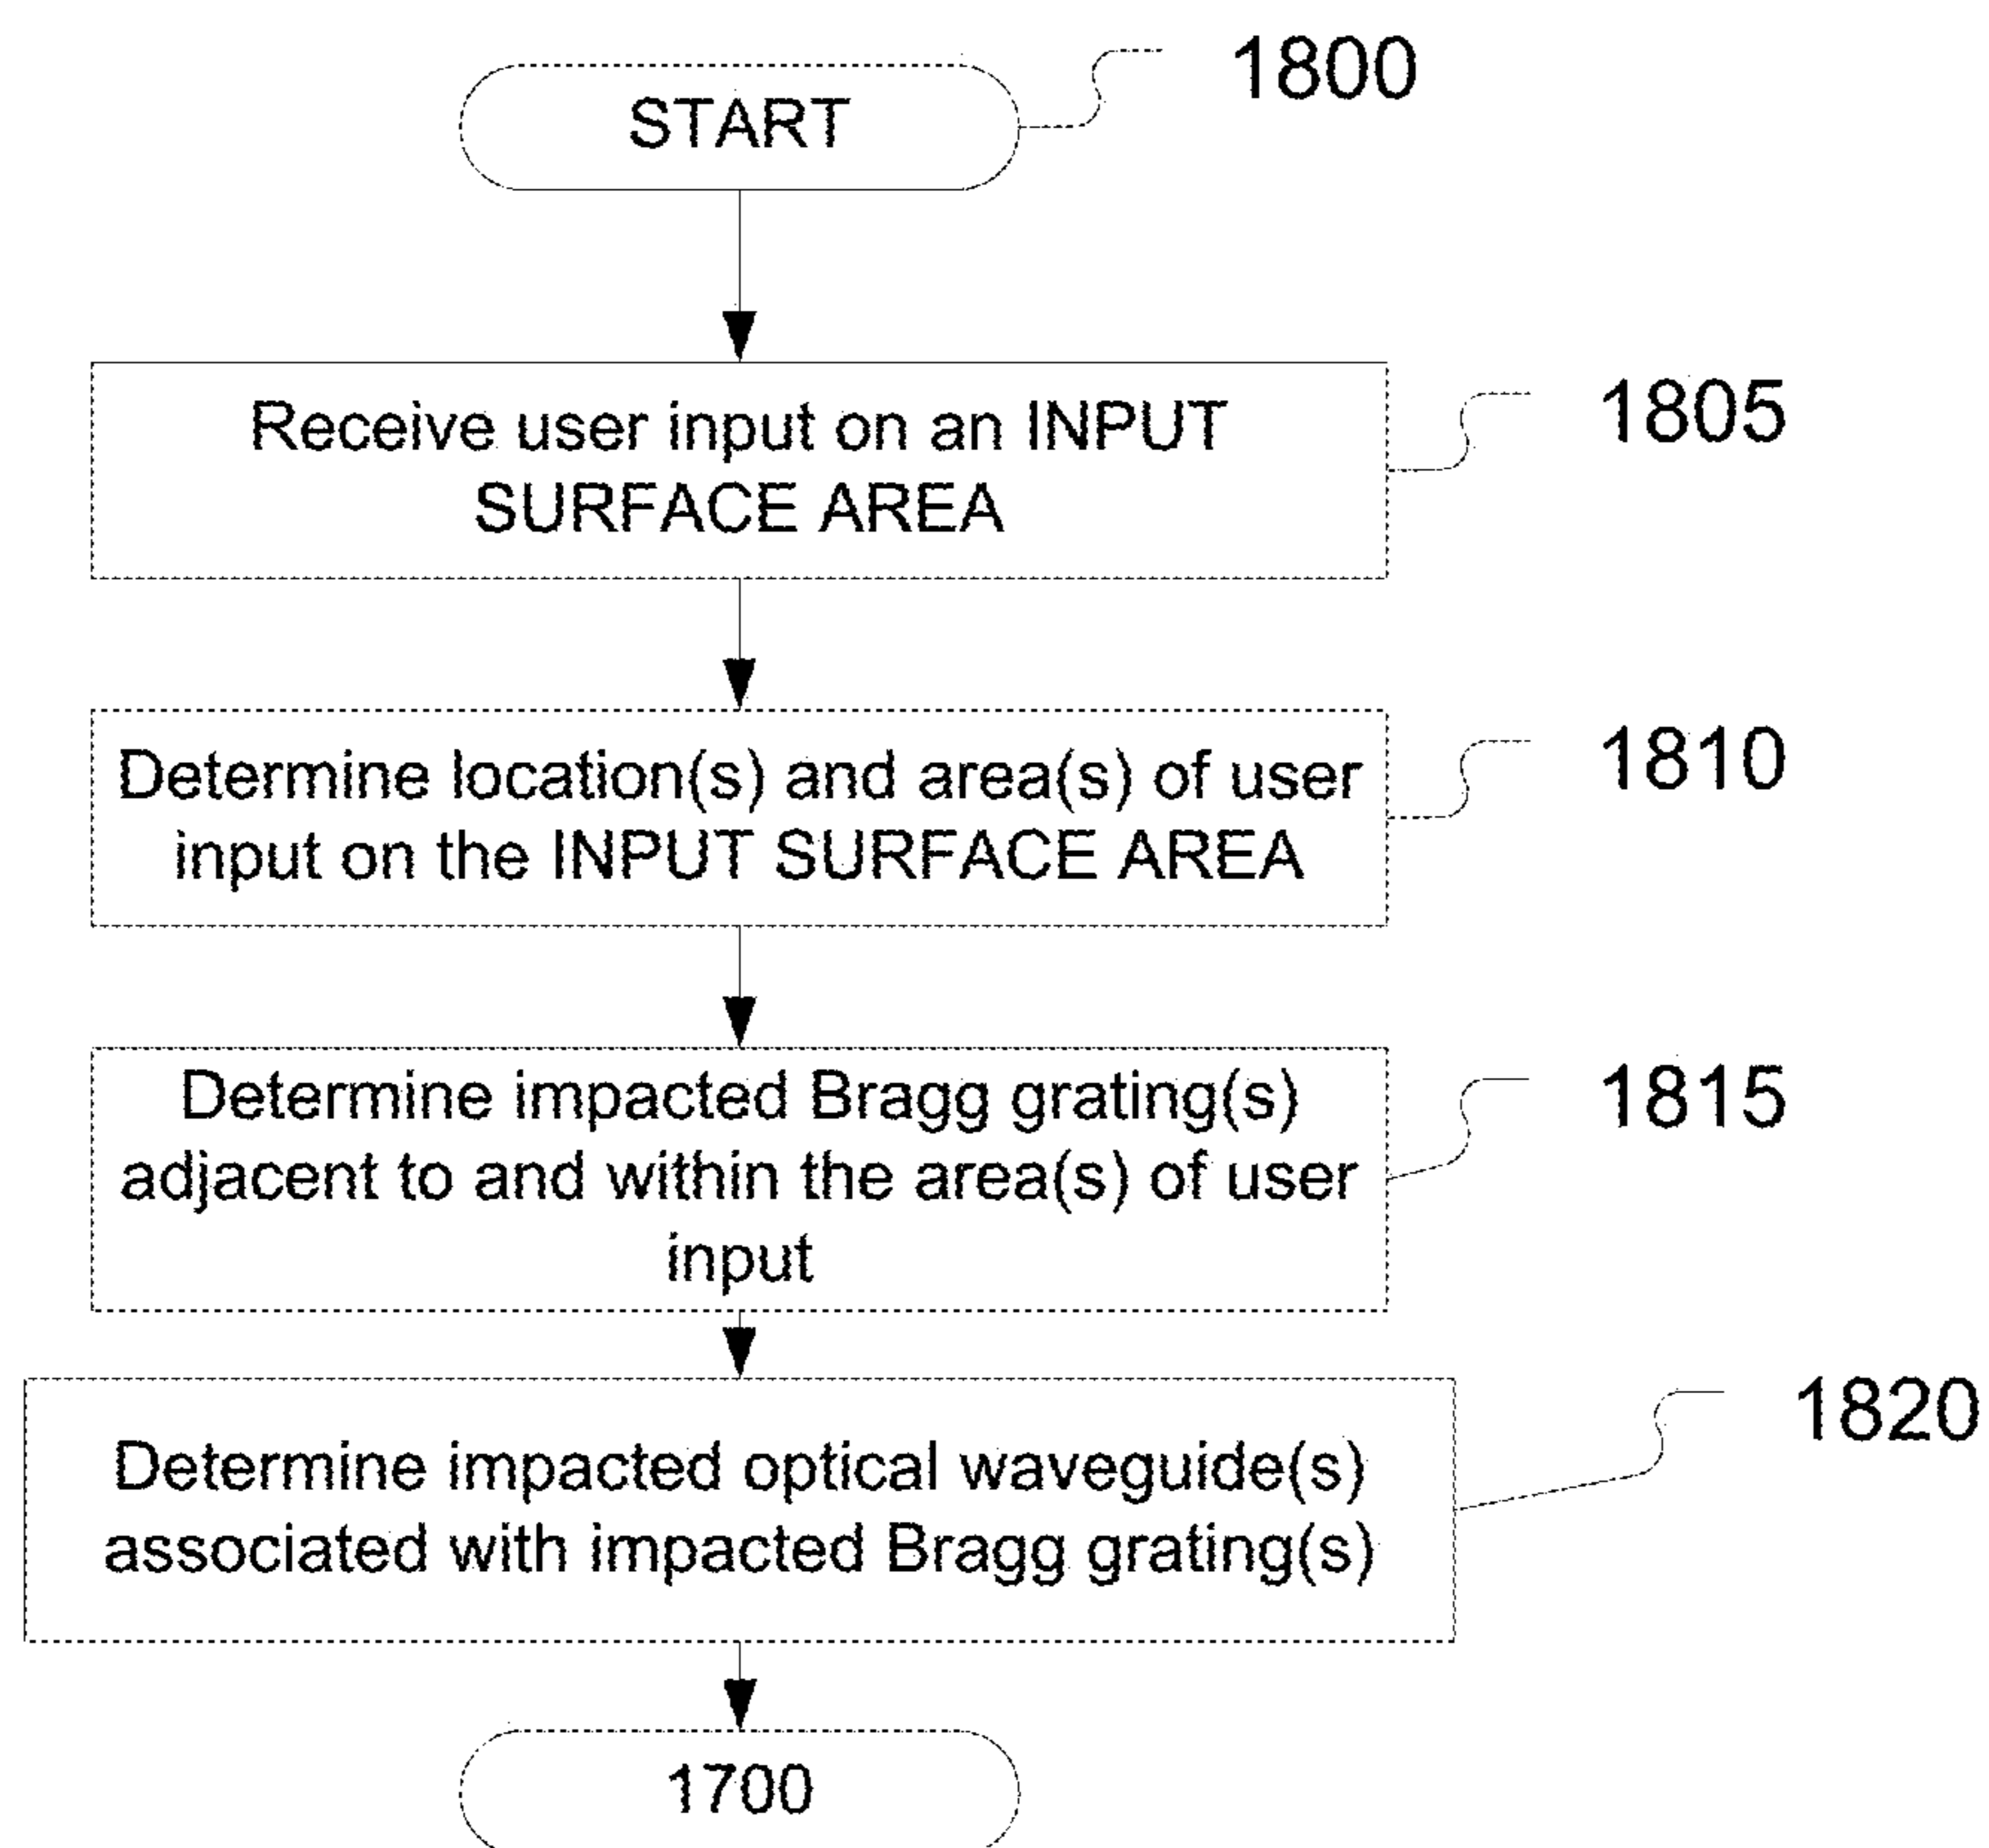 START
1800
Receive user input on an INPUT
SURFACE AREA
1805
Determine location(s) and area(s) of user
input on the INPUT SURFACE AREA
1810
Determine impacted Bragg grating(s)
adjacent to and within the area(s) of user
input
1815
Determine impacted optical waveguide(s)
associated with impacted Bragg grating(s)
1820
1700